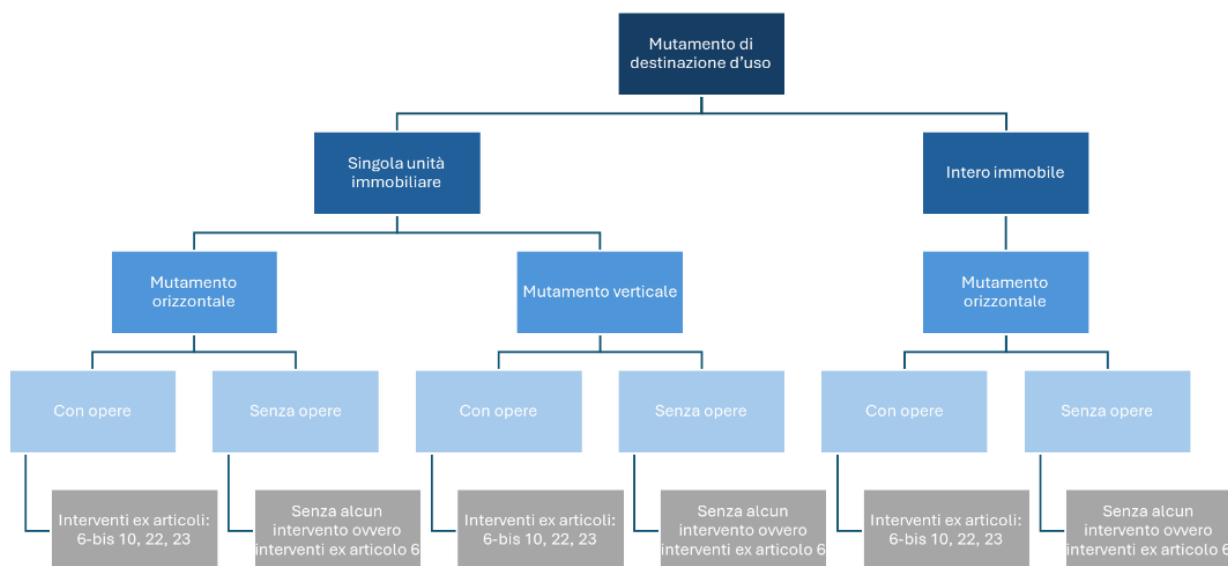 Mutamento di
destinazione d'uso
Singola unità
immobiliare
Intero immobile
Mutamento
orizzontale
Mutamento verticale
Mutamento
orizzontale
Con opere
Senza opere
Con opere
Senza opere
Con opere
Senza opere
Interventi ex articoli:
6-bis 10, 22, 23
Senza alcun
intervento ovvero
interventi ex articolo 6
Interventi ex articoli:
6-bis 10, 22, 23
Senza alcun
intervento ovvero
interventi ex articolo 6
Interventi ex articoli:
6-bis 10, 22, 23
Senza alcun
intervento ovvero
interventi ex articolo 6